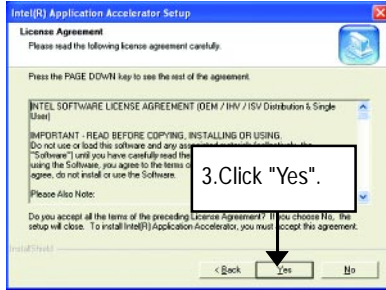 Intel(R) Application Accelerator Setup
License Agreement
Please read the following license agreement carefully.
Press the PAGE DOWN key to see the rest of the agreement.
INTEL SOFTWARE LICENSE AGREEMENT (OEM / IHV / ISV Distribution & Single
User)
IMPORTANT - READ BEFORE COPYING, INSTALLING OR USING.
Do not use or load this software and any
"Software") until you have carefully read the
using the Software, you agree to the terms o
agree, do not install or use the Software.
Please Also Note:
3.Click "Yes".
Do you accept all the terms of the preceding License Agreement? If you choose No, the
setup will close. To install Intel(R) Application Accelerator, you must accept this agreement.
InstallShield
< Back
Yes
No